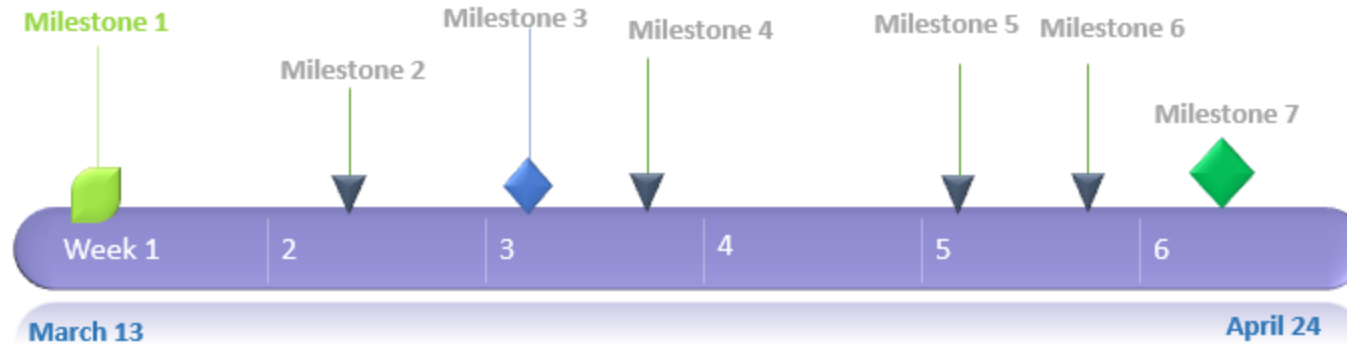 Milestone 1
Milestone 2
Milestone 3
Milestone 4
Milestone 5
Milestone 6
Milestone 7
Week 1
2
3
4
5
6
March 13
April 24